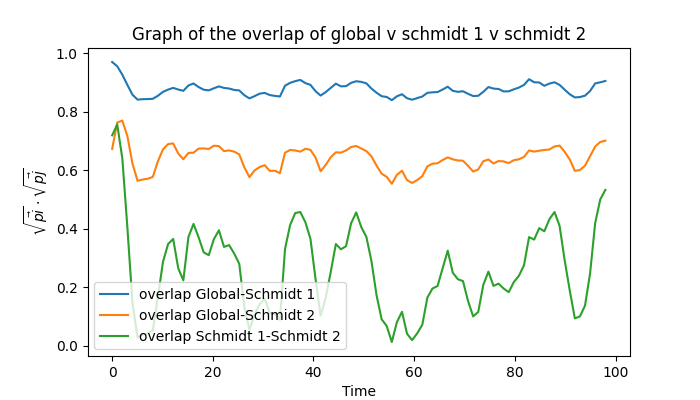 Graph of the overlap of global v schmidt 1 v schmidt 2
1.0
0.8
0.6
0.4
0.2
0.0
√p⃗i · √p⃗j
overlap Global-Schmidt 1
overlap Global-Schmidt 2
overlap Schmidt 1-Schmidt 2
0 20 40 60 80 100
Time